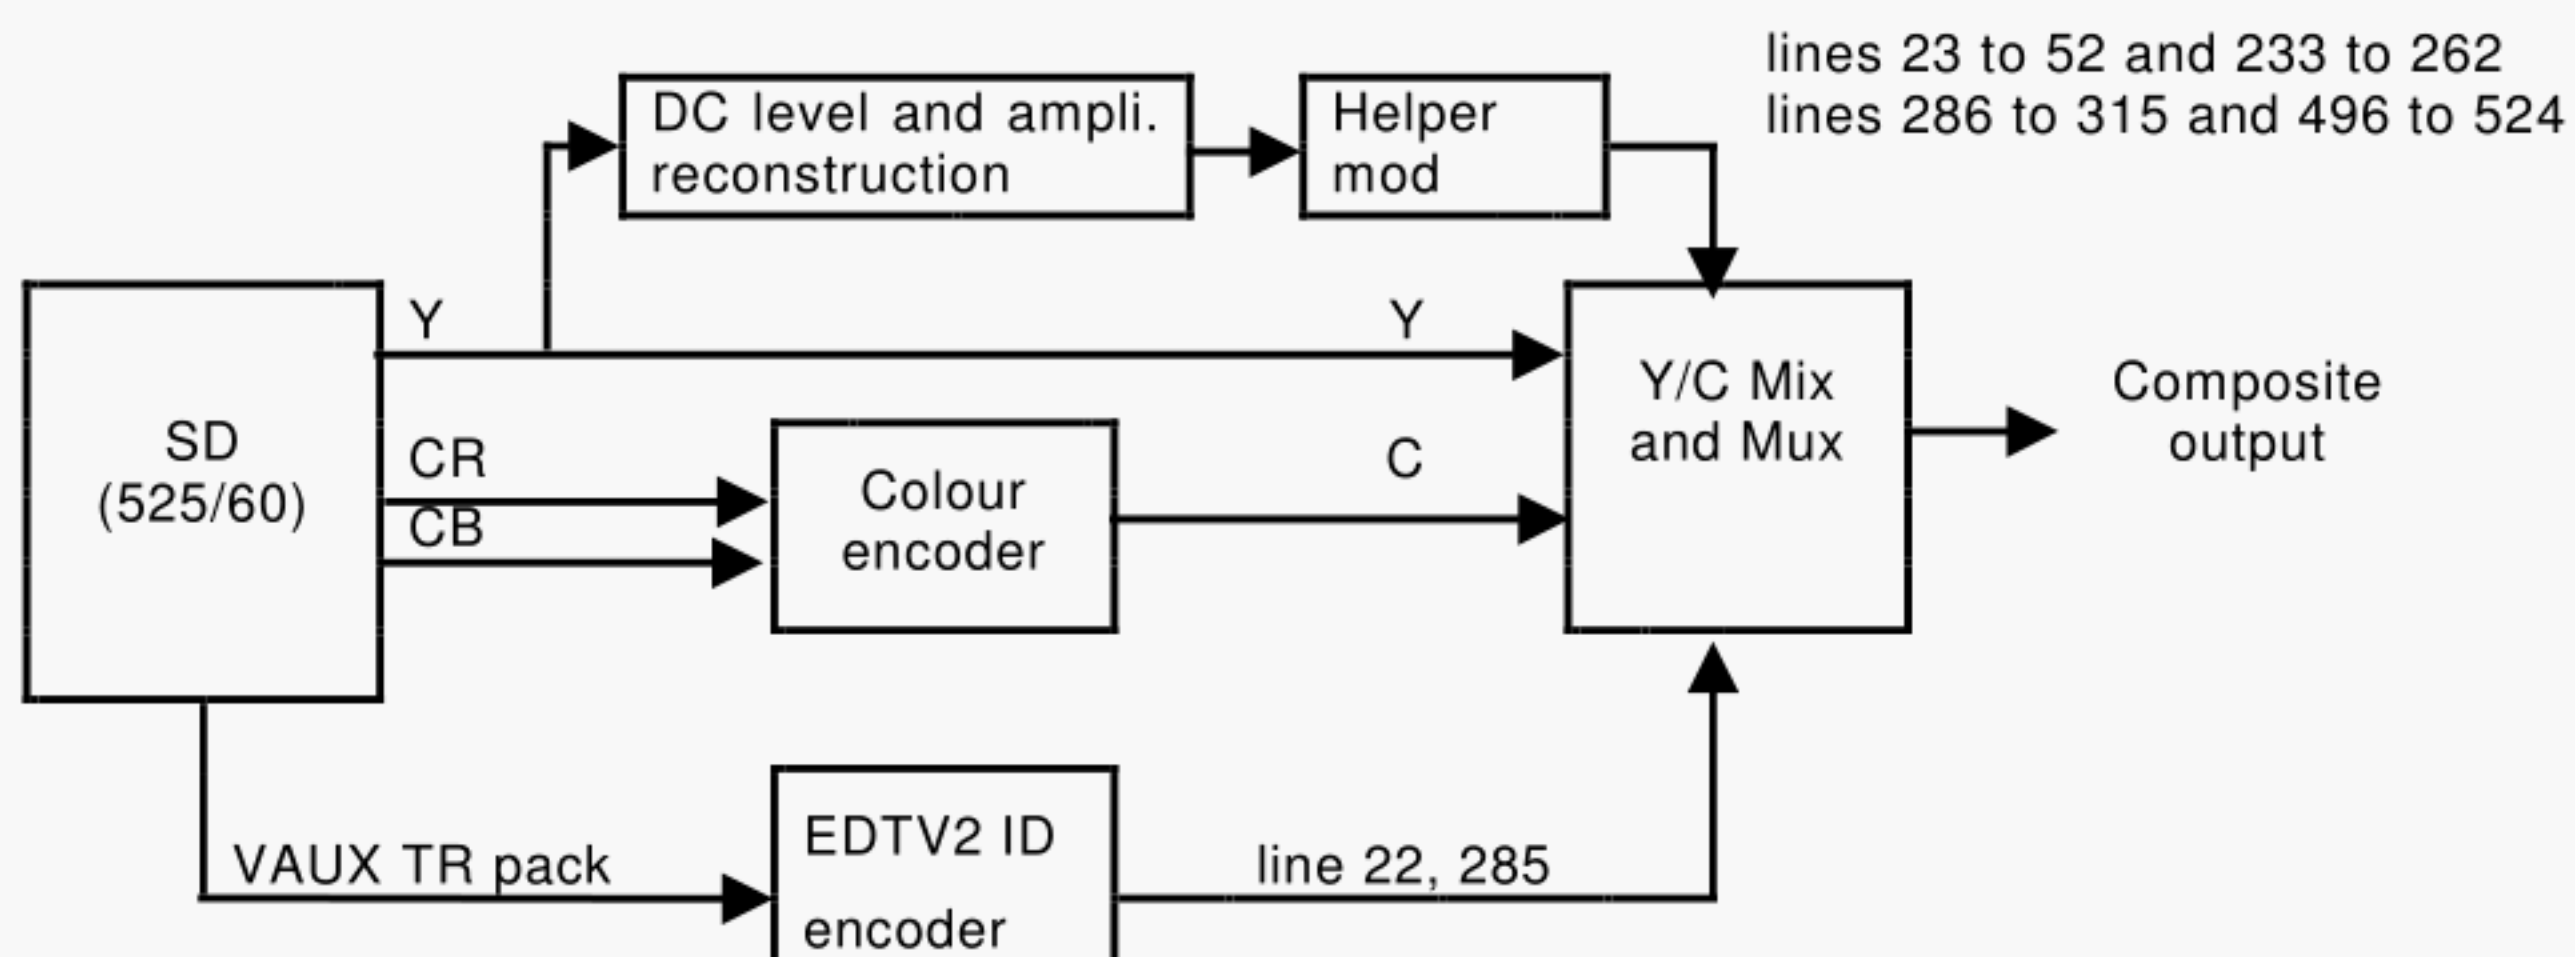 lines 23 to 52 and 233 to 262
lines 286 to 315 and 496 to 524
DC level and ampli.
reconstruction
Helper
mod
Y
Y
SD
(525/60)
CR
CB
Colour
encoder
C
Y/C Mix
and Mux
Composite
output
VAUX TR pack
EDTV2 ID
encoder
line 22, 285